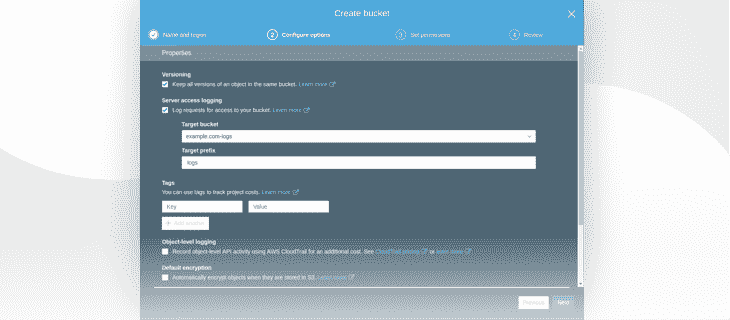 Create bucket
Name and region
2 Configure options
3 Set permissions
4 Review
Properties
Versioning
Keep all versions of an object in the same bucket. Learn more
Server access logging
Log requests for access to your bucket. Learn more
Target bucket
example.com-logs
Target prefix
logs
Tags
You can use tags to track project costs. Learn more
Key Value
+ Add another
Object-level logging
Record object-level API activity using AWS CloudTrail for an additional cost. See CloudTrail pricing or learn more
Default encryption
Automatically encrypt objects when they are stored in S3. Learn more
Previous Next